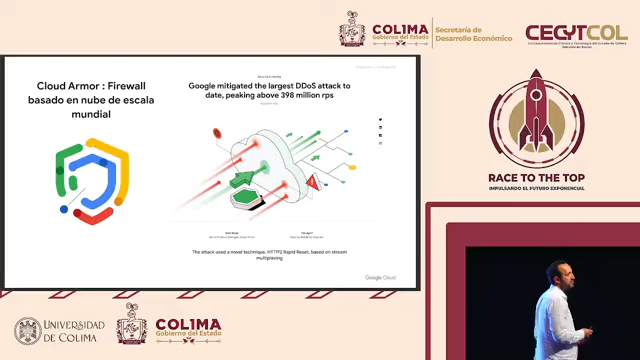 COLIMA
Gobierno del Estado
Secretaría de
Desarrollo Económico
CECYTCOL
Cloud Armor : Firewall
basado en nube de escala
mundial
Google mitigated the largest DDoS attack to
date, peaking above 398 million rps
The attack used a novel technique, HTTP/2 Rapid Reset, based on stream
multiplexing
Google Cloud
RACE TO THE TOP
IMPULSANDO EL FUTURO EXPONENCIAL
UNIVERSIDAD
DE COLIMA
COLIMA
Gobierno del Estado